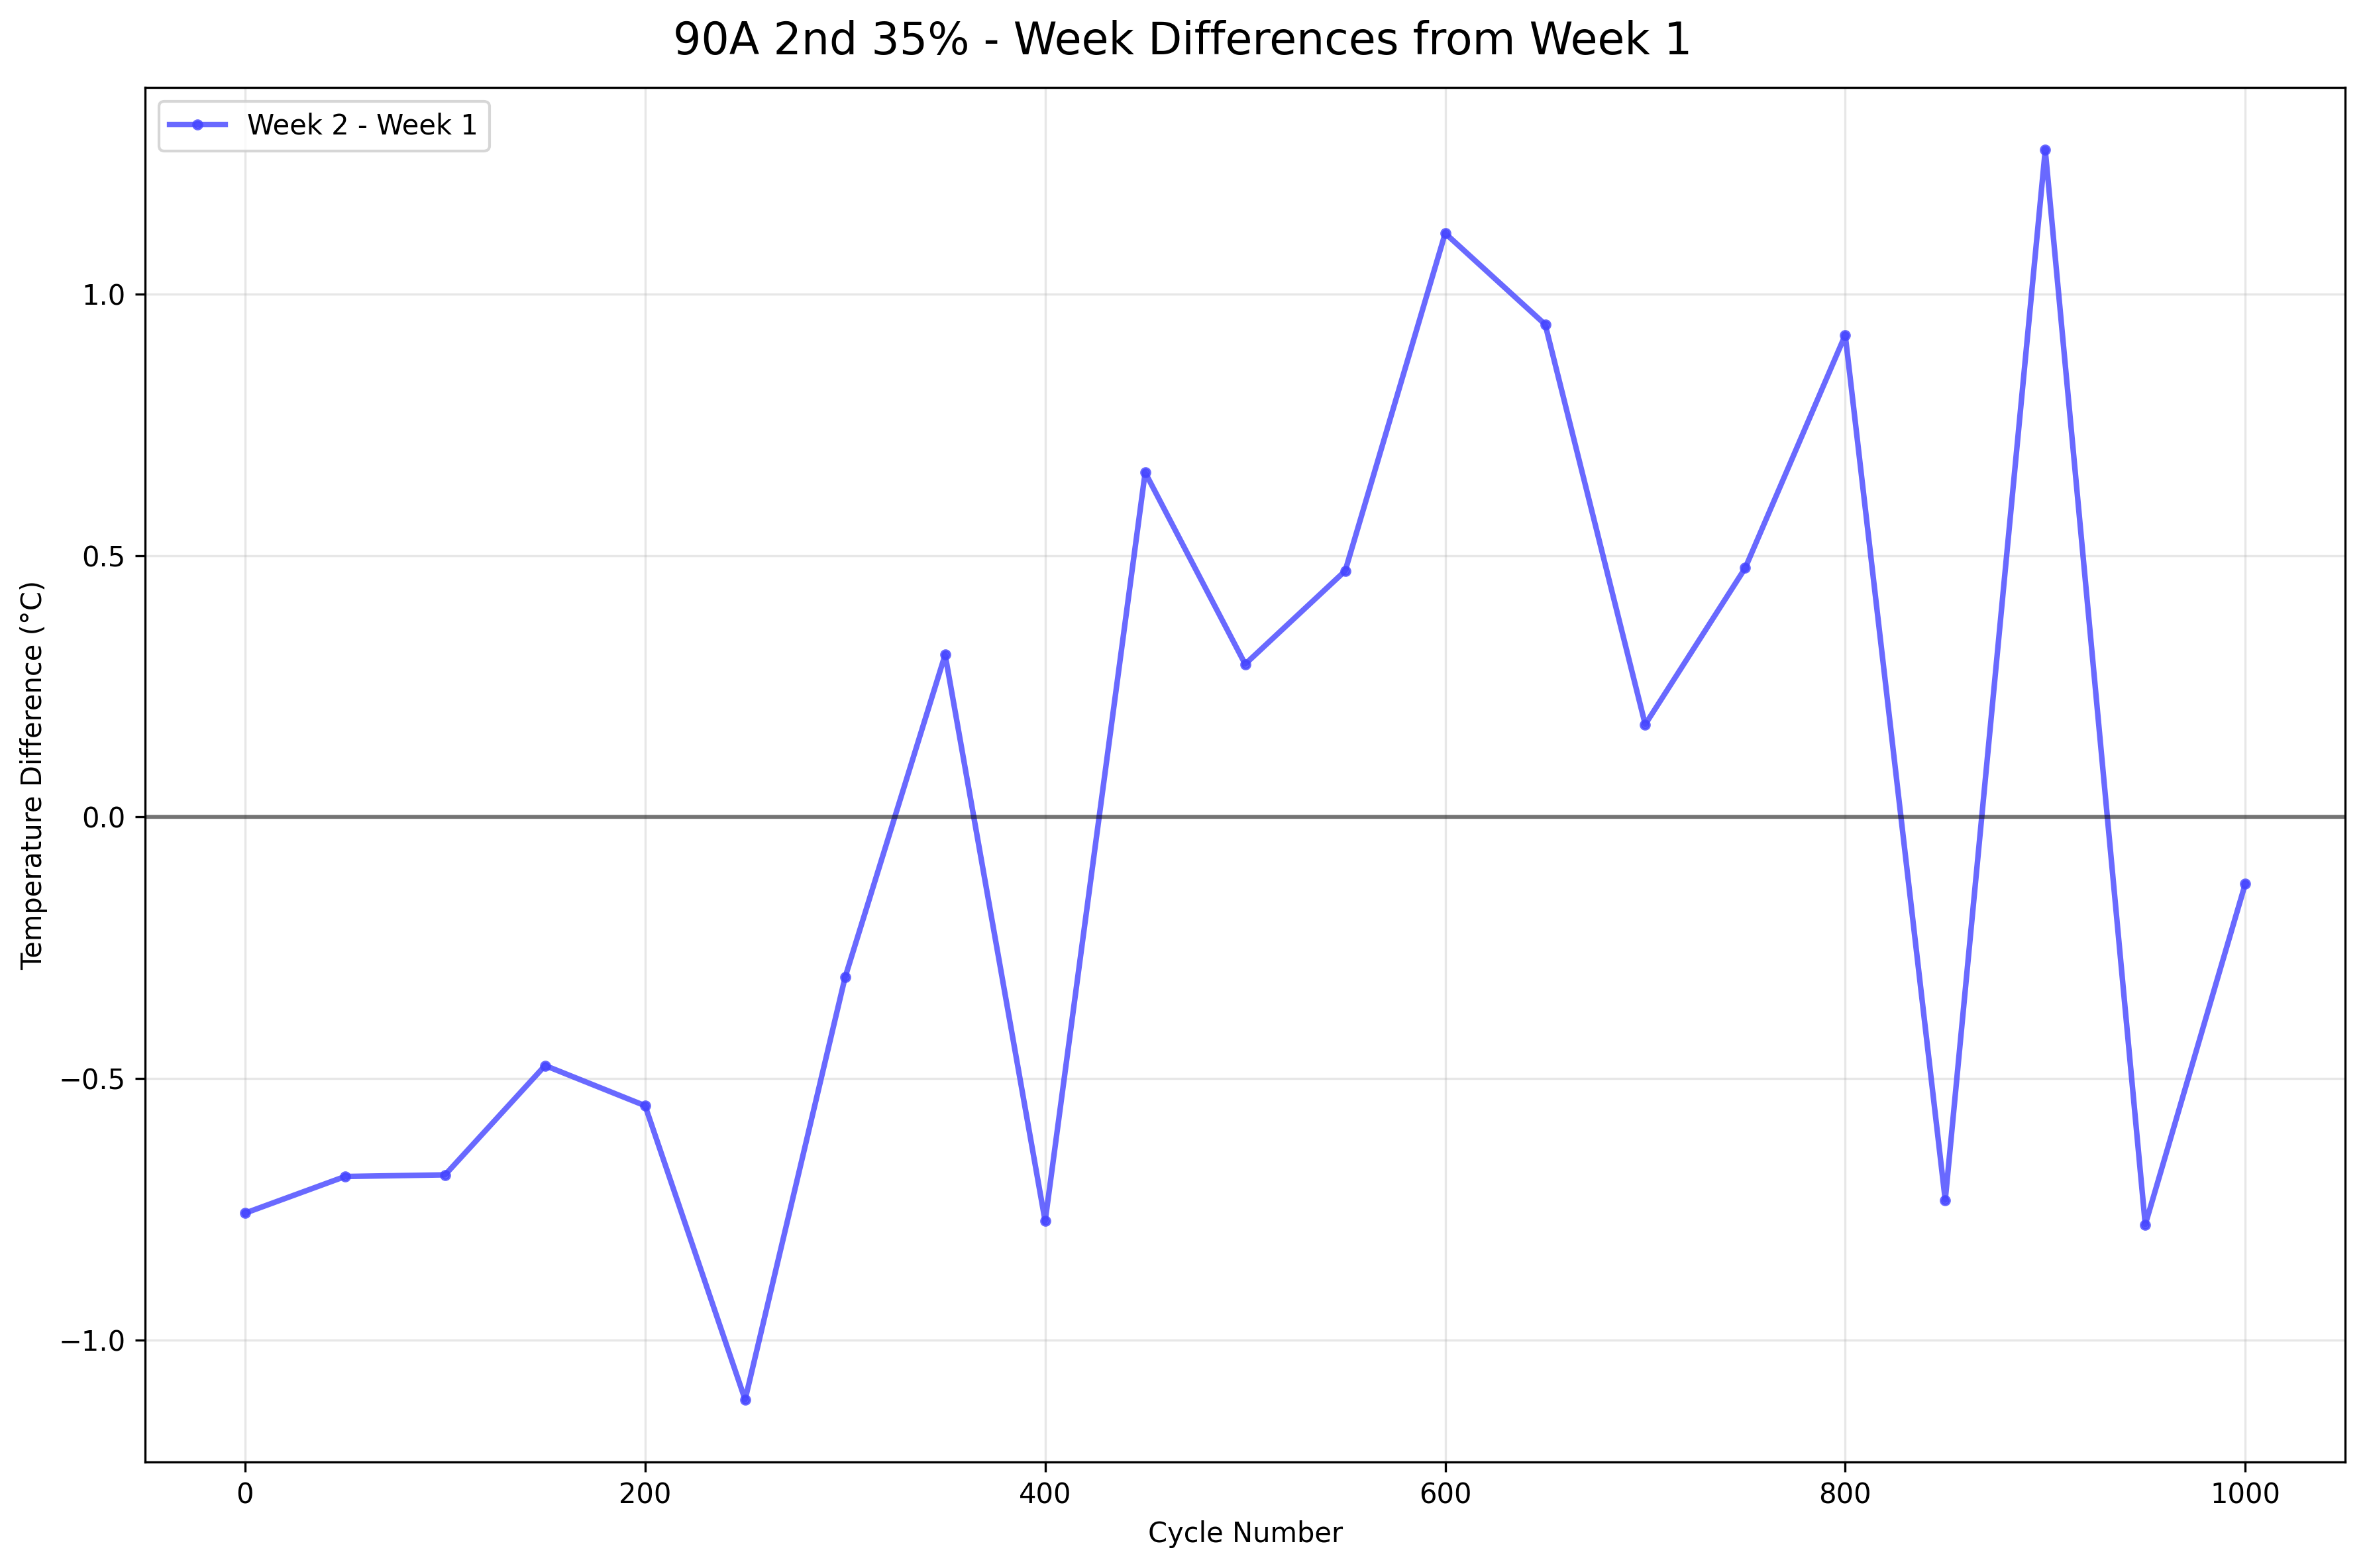 90A 2nd 35% - Week Differences from Week 1
Week 2 - Week 1
1.0
0.5
0.0
−0.5
−1.0
Temperature Difference (°C)
0
200
400
600
800
1000
Cycle Number